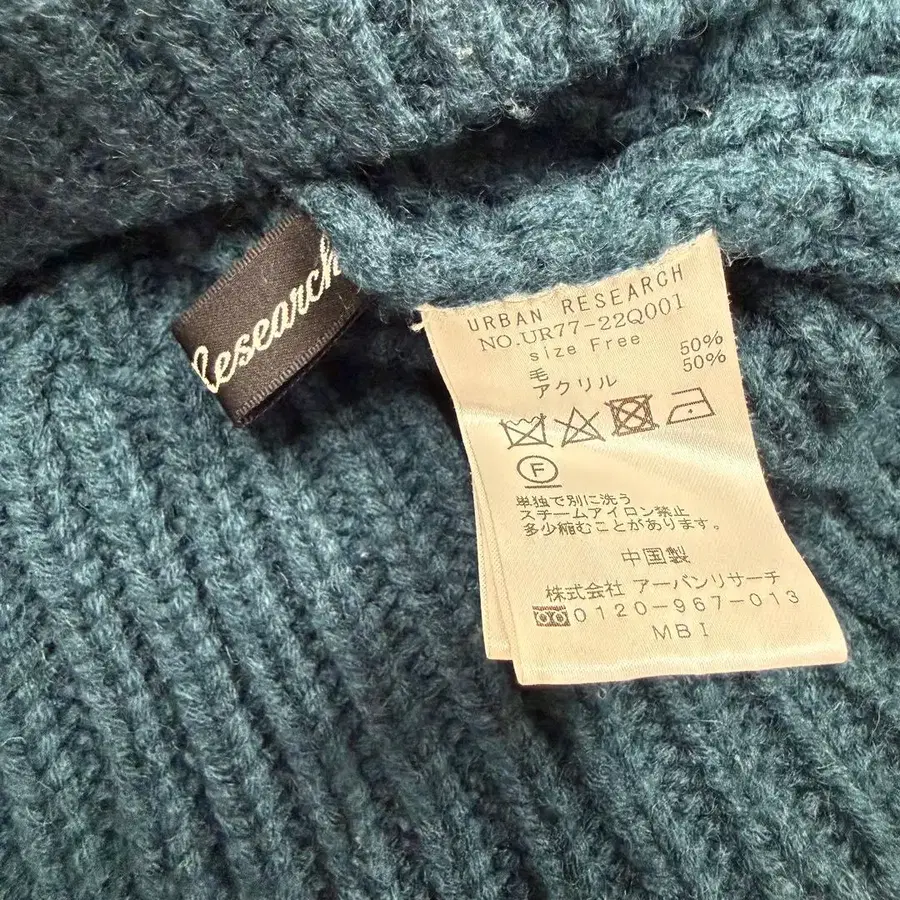 Research
URBAN RESEARCH
NO.UR77-22Q001
size Free
毛 50%
アクリル 50%
F
単独で別に洗う
スチームアイロン禁止
多少縮むことがあります。
中国製
株式会社 アーバンリサーチ
0120-967-013
MBI